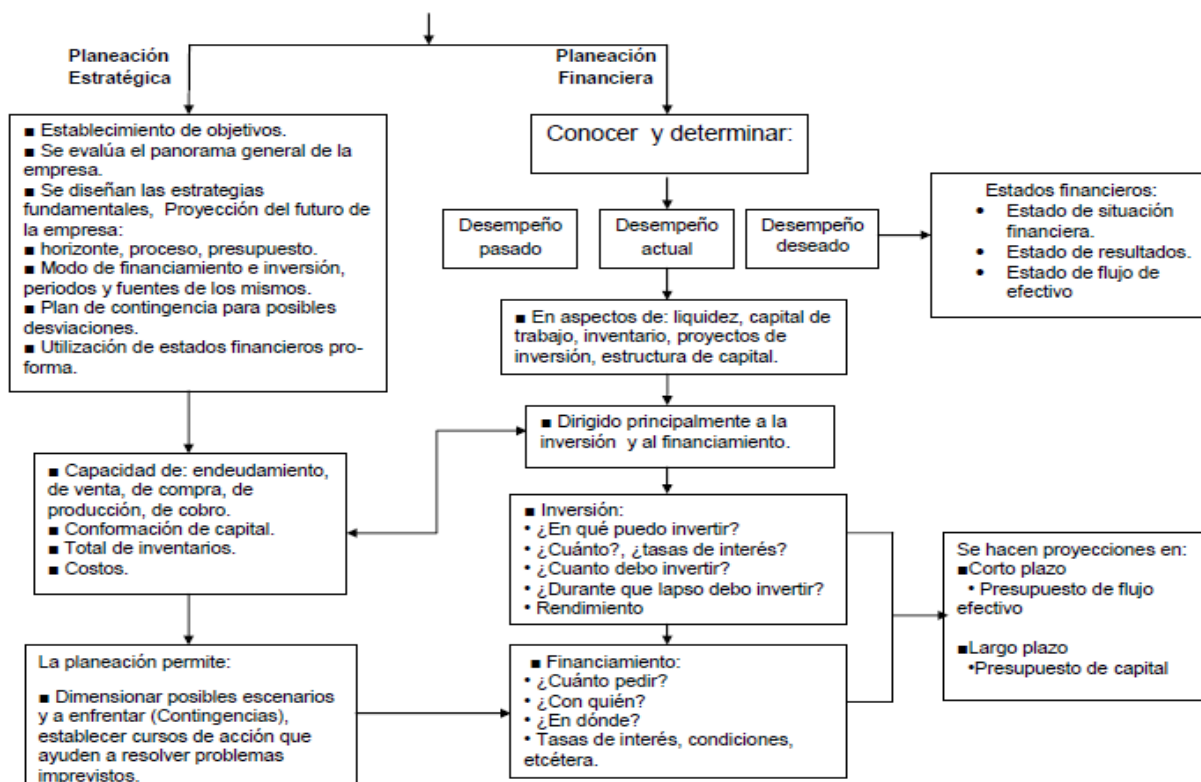 Planeación
Estratégica
Planeación
Financiera
■ Establecimiento de objetivos.
■ Se evalúa el panorama general de la
empresa.
■ Se diseñan las estrategias
fundamentales, Proyección del futuro de
la empresa:
■ horizonte, proceso, presupuesto.
■ Modo de financiamiento e inversión,
periodos y fuentes de los mismos.
■ Plan de contingencia para posibles
desviaciones.
■ Utilización de estados financieros pro-
forma.
Conocer y determinar:
Desempeño
pasado
Desempeño
actual
Desempeño
deseado
Estados financieros:
• Estado de situación
financiera.
• Estado de resultados.
• Estado de flujo de
efectivo
■ En aspectos de: liquidez, capital de
trabajo, inventario, proyectos de
inversión, estructura de capital.
■ Dirigido principalmente a la
inversión y al financiamiento.
■ Capacidad de: endeudamiento,
de venta, de compra, de
producción, de cobro.
■ Conformación de capital.
■ Total de inventarios.
■ Costos.
■ Inversión:
• ¿En qué puedo invertir?
• ¿Cuánto?, ¿tasas de interés?
• ¿Cuanto debo invertir?
• ¿Durante que lapso debo invertir?
• Rendimiento
Se hacen proyecciones en:
■Corto plazo
• Presupuesto de flujo
efectivo
■Largo plazo
•Presupuesto de capital
La planeación permite:
■ Dimensionar posibles escenarios
y a enfrentar (Contingencias),
establecer cursos de acción que
ayuden a resolver problemas
imprevistos.
■ Financiamiento:
• ¿Cuánto pedir?
• ¿Con quién?
• ¿En dónde?
• Tasas de interés, condiciones,
etcétera.